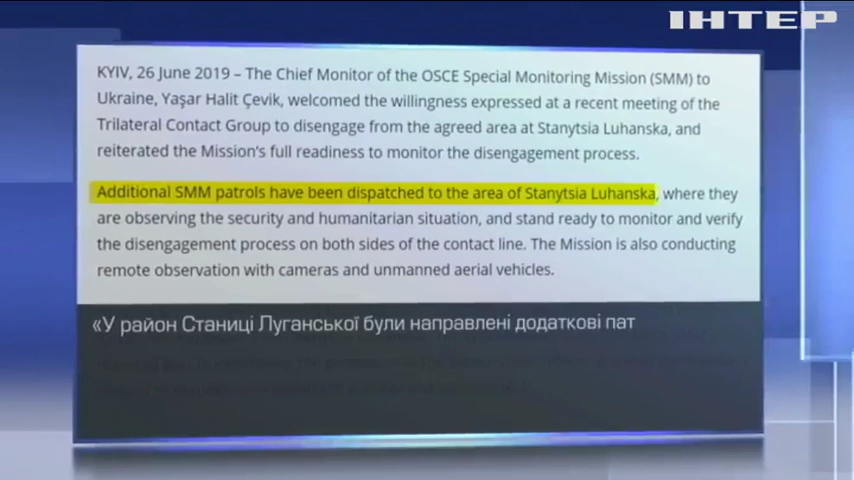 ІНТЕР
KYIV, 26 June 2019 – The Chief Monitor of the OSCE Special Monitoring Mission (SMM) to
Ukraine, Yaşar Halit Çevik, welcomed the willingness expressed at a recent meeting of the
Trilateral Contact Group to disengage from the agreed area at Stanytsia Luhanska, and
reiterated the Mission's full readiness to monitor the disengagement process.
Additional SMM patrols have been dispatched to the area of Stanytsia Luhanska, where they
are observing the security and humanitarian situation, and stand ready to monitor and verify
the disengagement process on both sides of the contact line. The Mission is also conducting
remote observation with cameras and unmanned aerial vehicles.
«У район Станиці Луганської були направлені додаткові пат